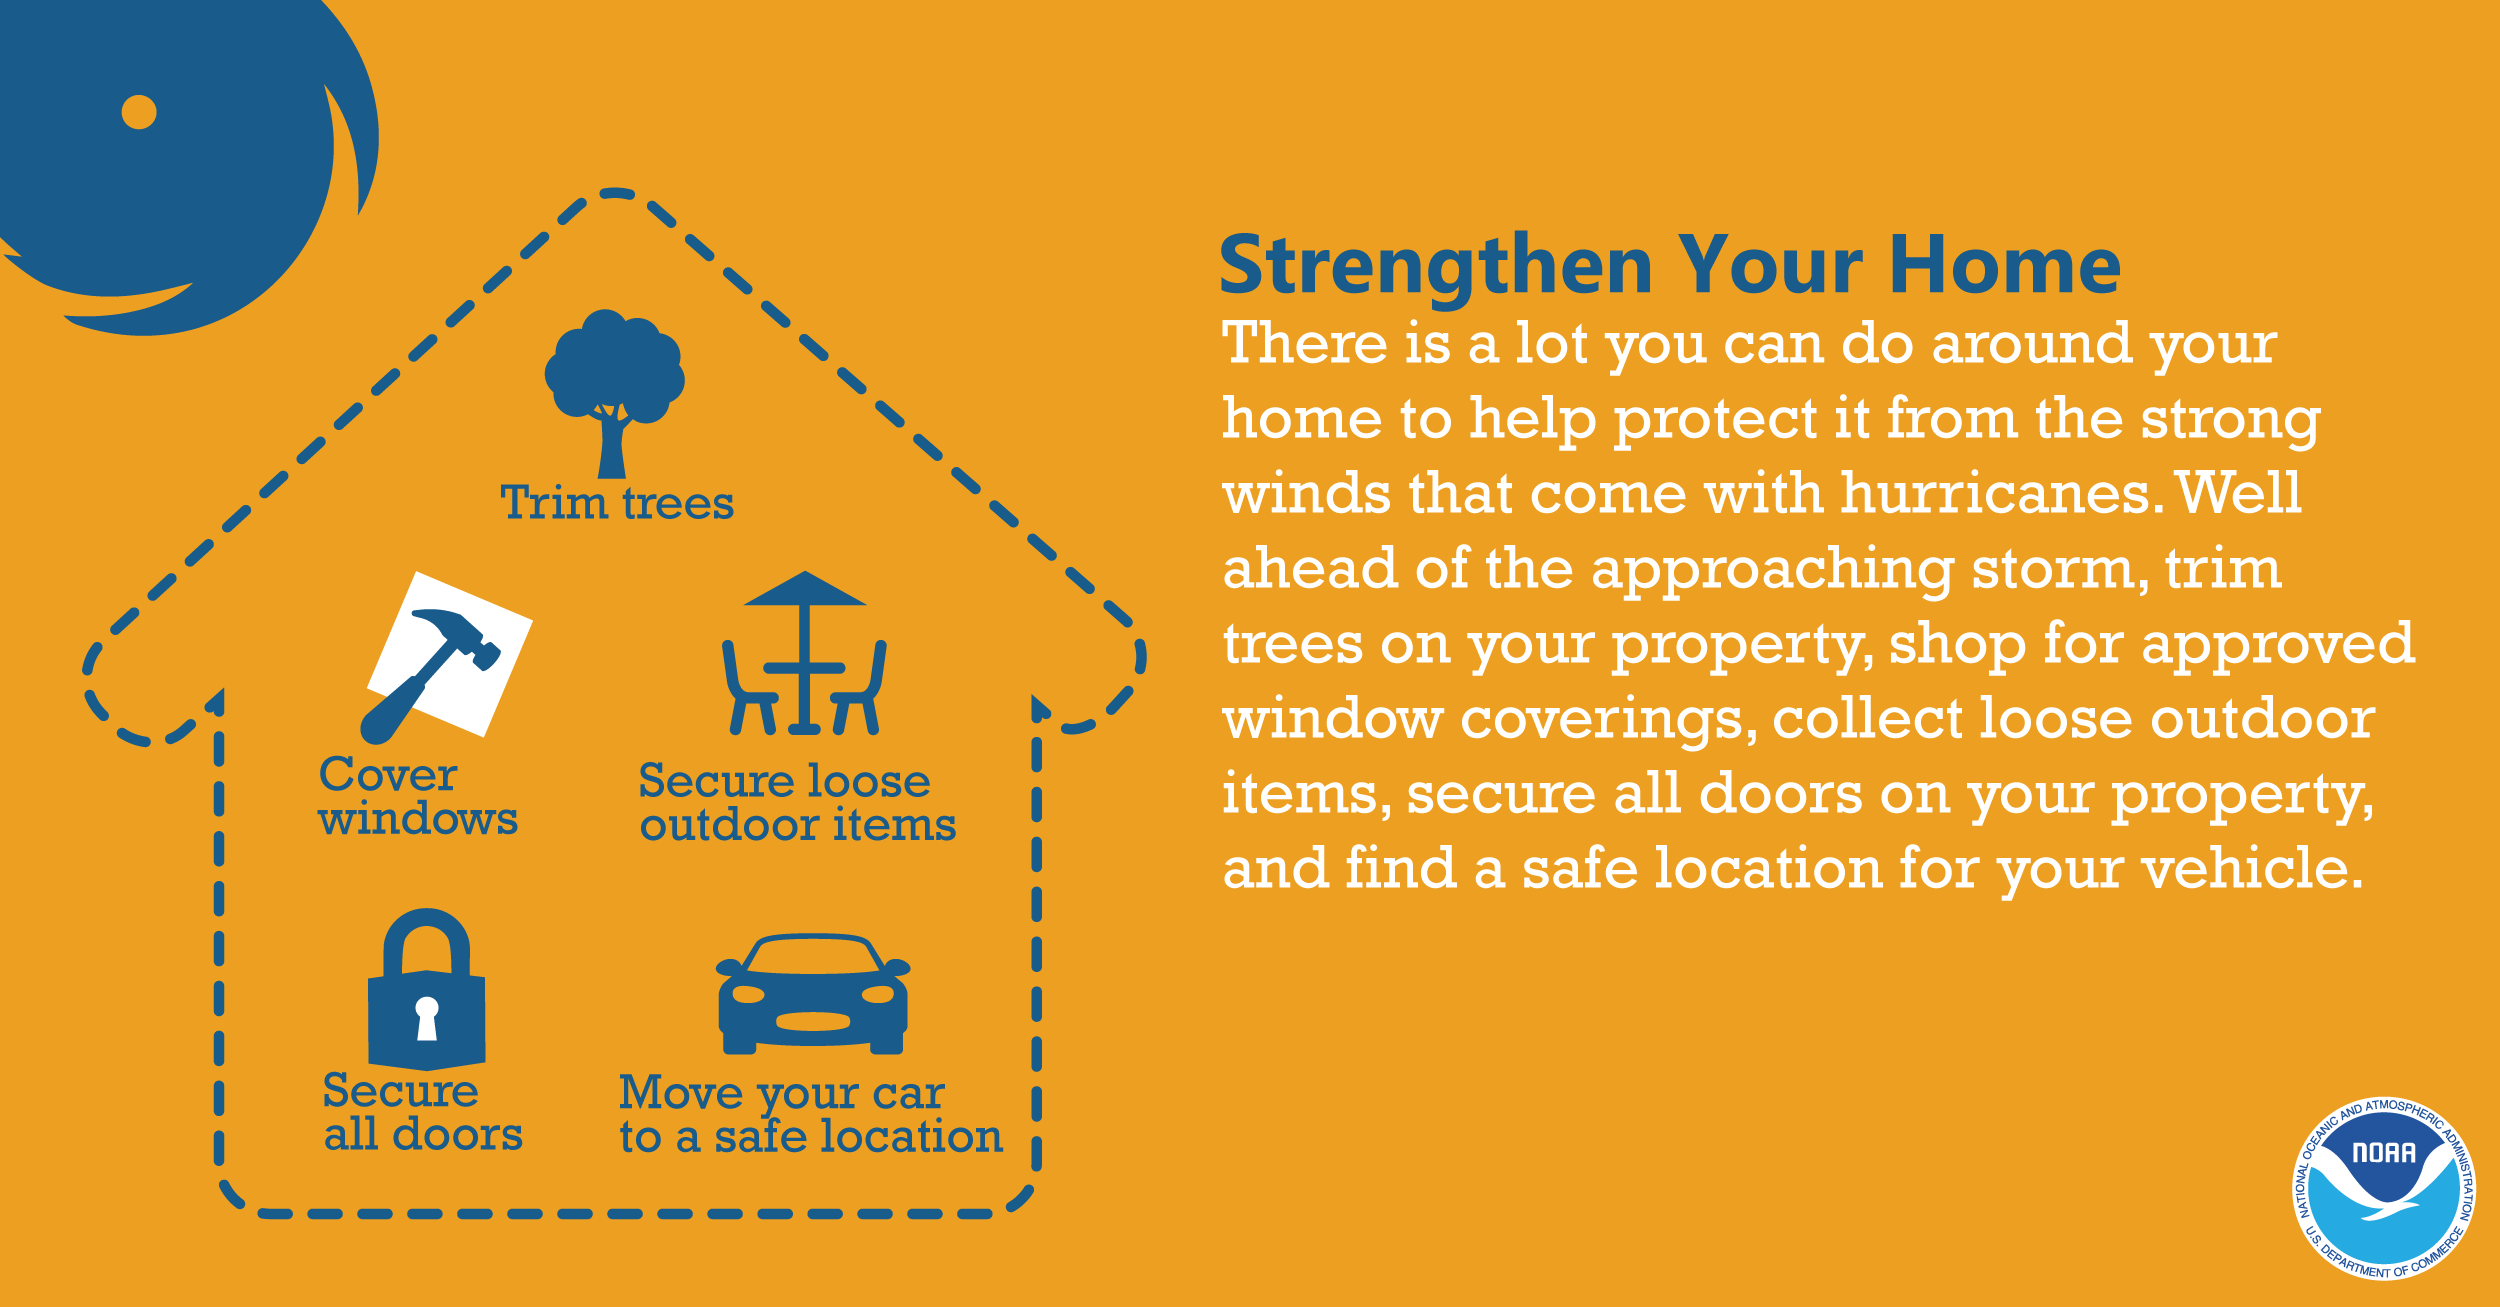 Strengthen Your Home
There is a lot you can do around your
home to help protect it from the strong
winds that come with hurricanes. Well
ahead of the approaching storm, trim
trees on your property, shop for approved
window coverings, collect loose outdoor
items, secure all doors on your property,
and find a safe location for your vehicle.
Trim trees
Cover
windows
Secure loose
outdoor items
Secure
all doors
Move your car
to a safe location
NATIONAL OCEANIC AND ATMOSPHERIC ADMINISTRATION
NOAA
U.S. DEPARTMENT OF COMMERCE